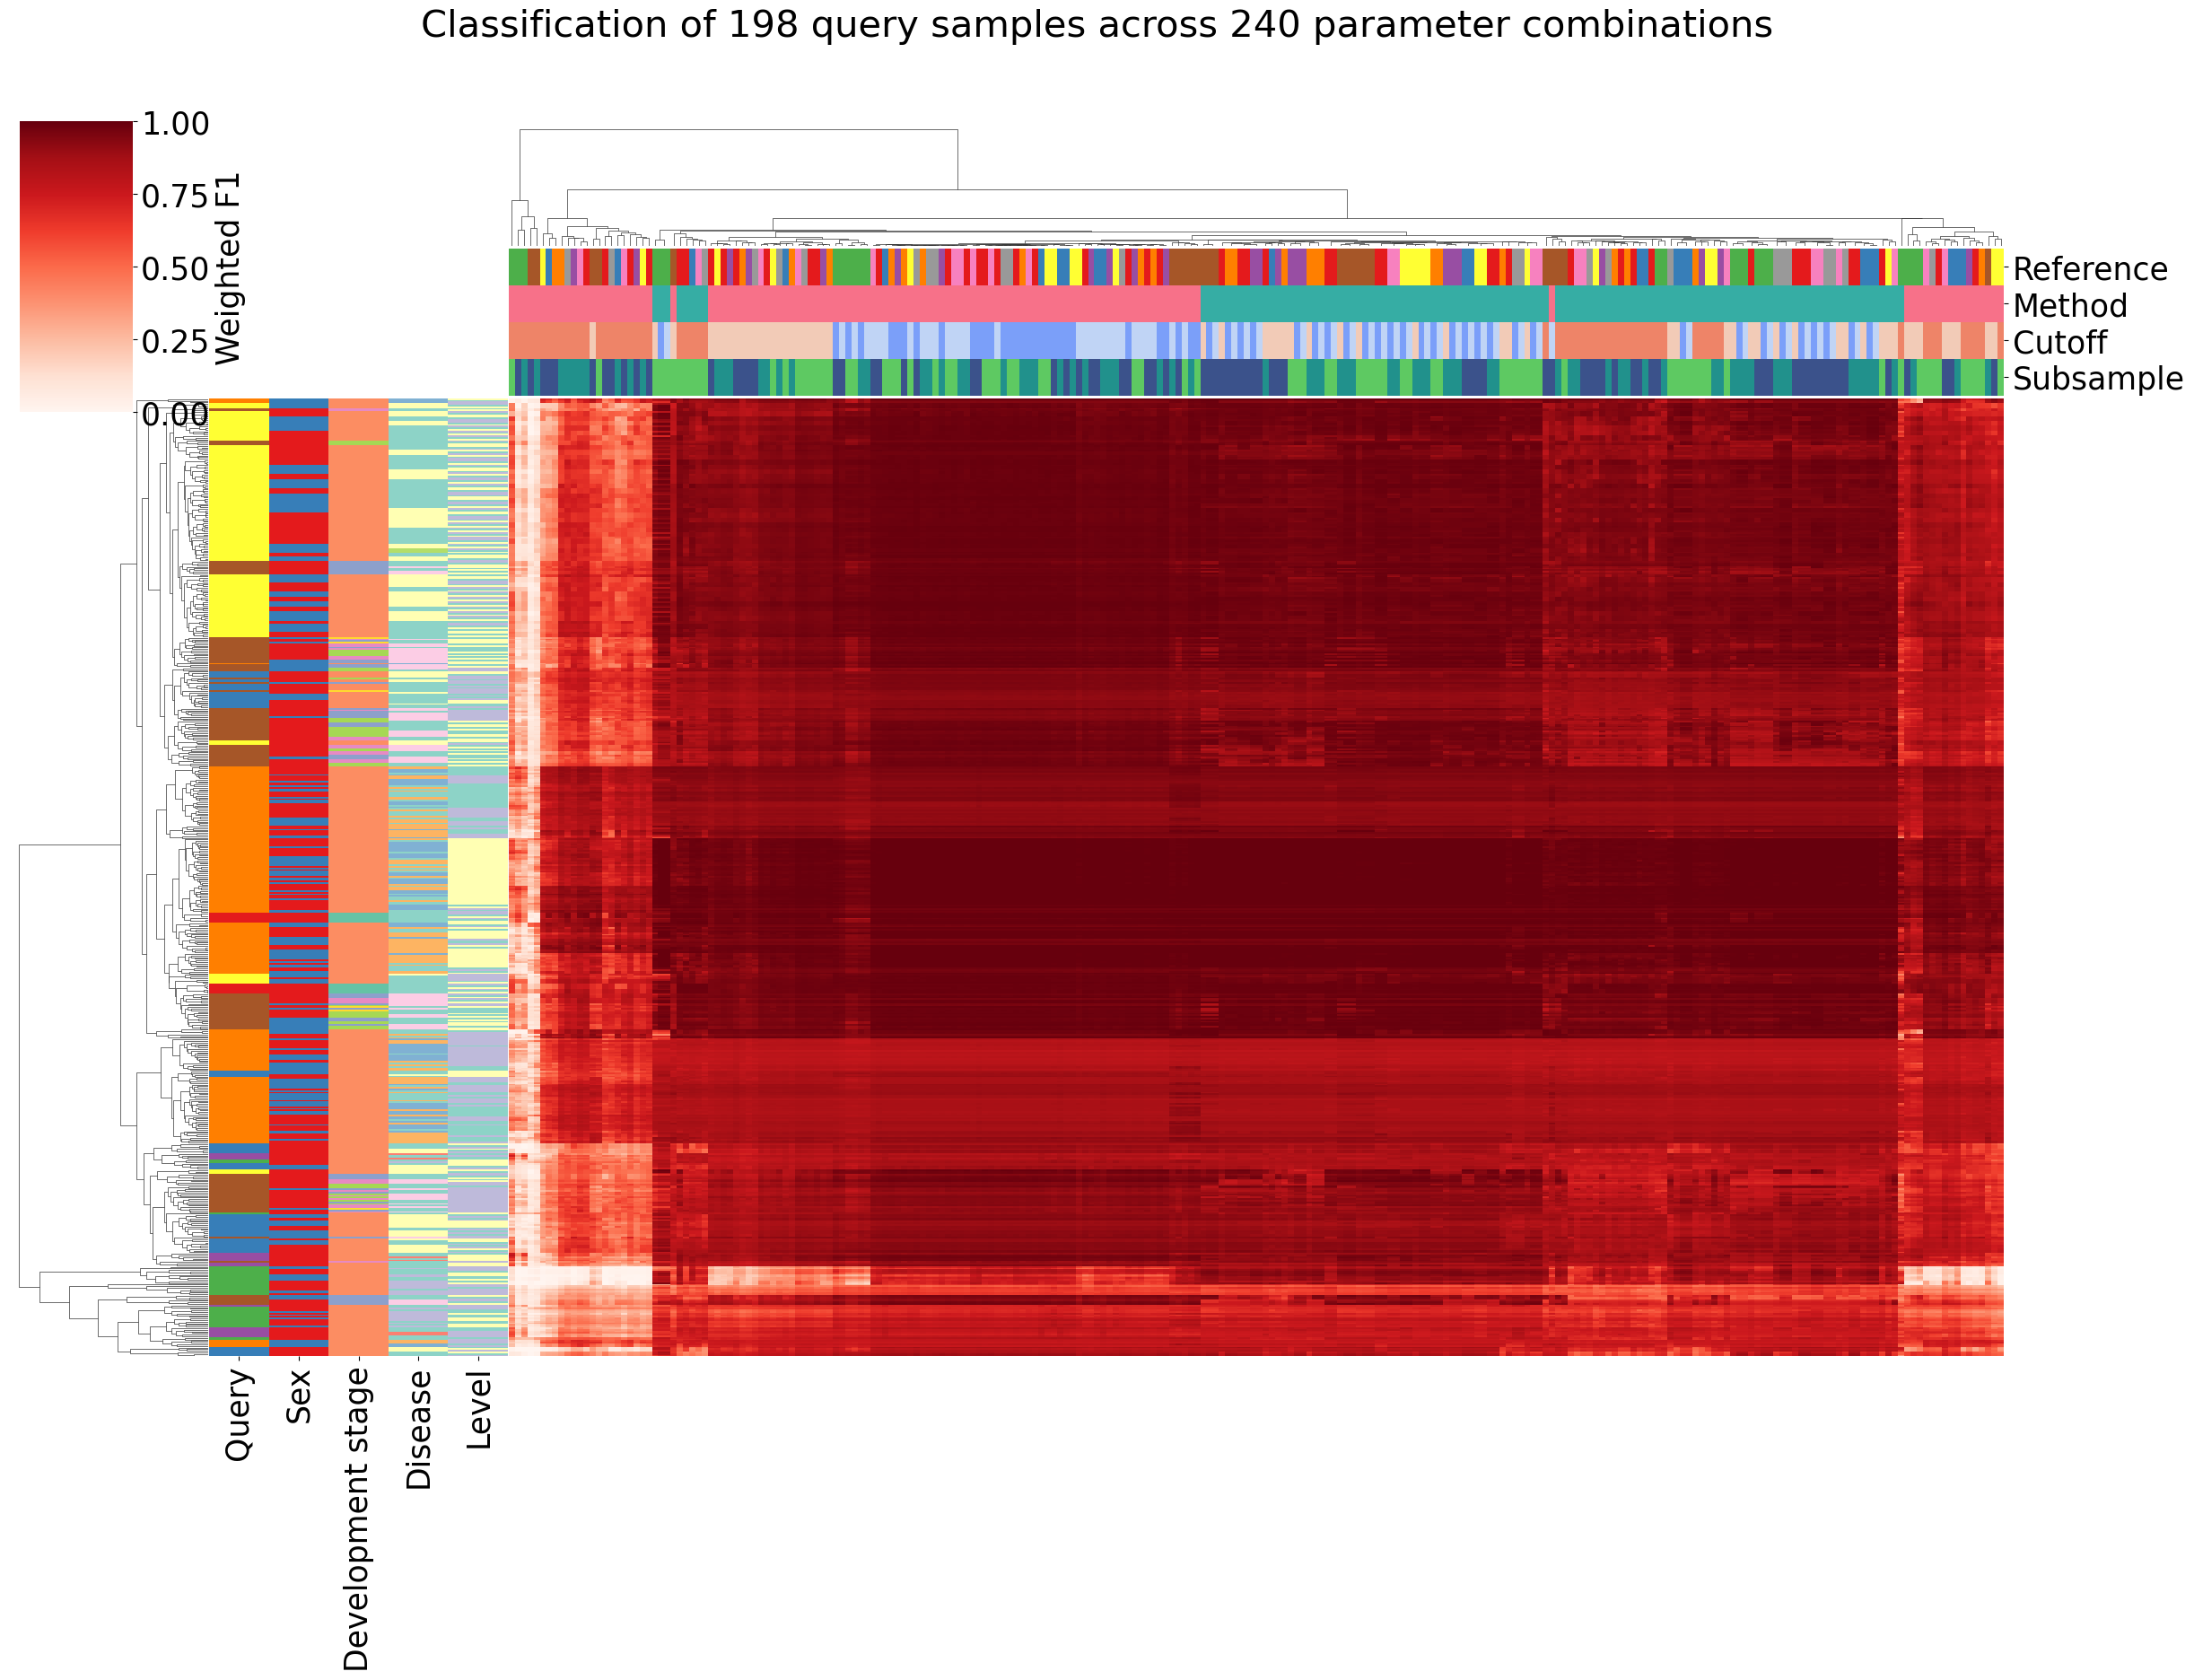 Classification of 198 query samples across 240 parameter combinations
1.00
0.75
0.50
0.25
0.00
Weighted F1
Reference
Method
Cutoff
Subsample
Query
Sex
Development stage
Disease
Level